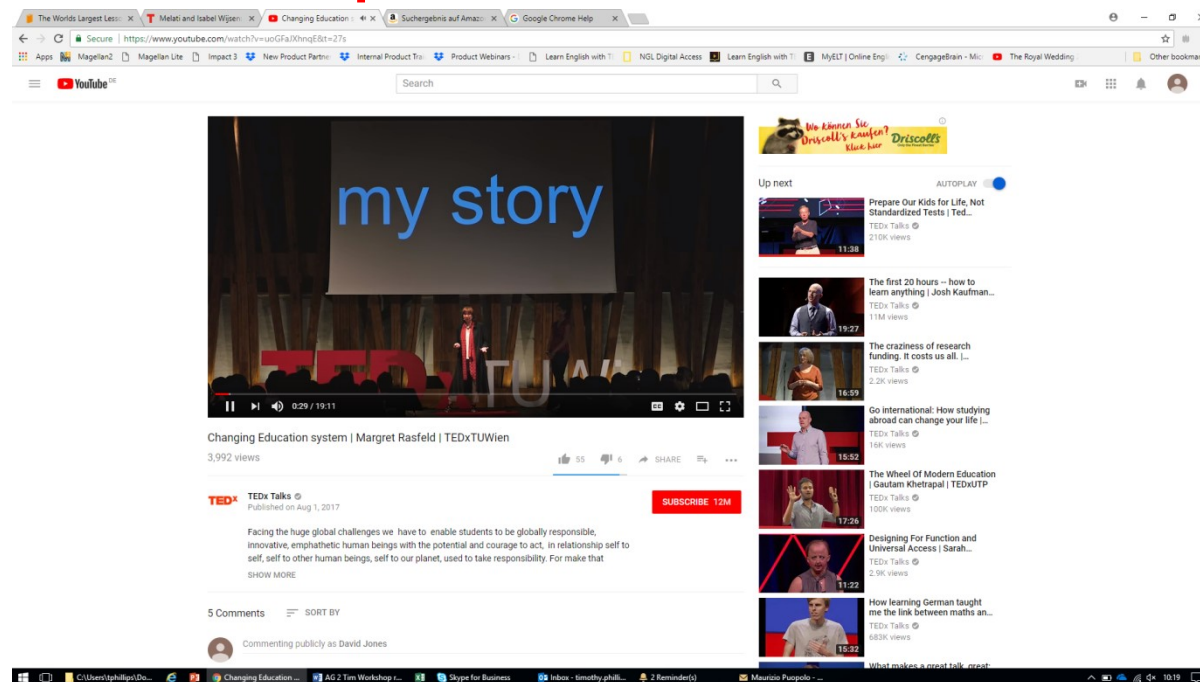 The Worlds Largest Less
Melati and Isabel Wijsen
Changing Education s
Suchergebnis auf Amazo
Google Chrome Help
Secure | https://www.youtube.com/watch?v=uoGFaJXhnqE&t=27s
Apps Magellan2 Magellan Lite Impact 3 New Product Partne Internal Product Trai Product Webinars - Learn English with T NGL Digital Access Learn English with T MyELT | Online Engl CengageBrain - Mic The Royal Wedding Other bookmar
YouTube DE
Search
my story
TEDxTUWi
0:29 / 19:11
CC
Changing Education system | Margret Rasfeld | TEDxTUWien
3,992 views
55 6 SHARE
TEDx
TEDx Talks
Published on Aug 1, 2017
SUBSCRIBE 12M
Facing the huge global challenges we have to enable students to be globally responsible,
innovative, emphathetic human beings with the potential and courage to act, in relationship self to
self, self to other human beings, self to our planet, used to take responsibility. For make that
SHOW MORE
5 Comments SORT BY
Commenting publicly as David Jones
Wo können Sie
Driscoll's kaufen?
Klick hier
Driscoll's
Up next AUTOPLAY
Prepare Our Kids for Life, Not
Standardized Tests | Ted...
TEDx Talks
210K views
11:38
The first 20 hours -- how to
learn anything | Josh Kaufman...
TEDx Talks
11M views
19:27
The craziness of research
funding. It costs us all. |...
TEDx Talks
2.2K views
16:59
Go international: How studying
abroad can change your life |...
TEDx Talks
16K views
15:52
The Wheel Of Modern Education
| Gautam Khetrapal | TEDxUTP
TEDx Talks
100K views
17:26
Designing For Function and
Universal Access | Sarah...
TEDx Talks
2.9K views
11:22
How learning German taught
me the link between maths an...
TEDx Talks
683K views
15:32
What makes a great talk, great:
C:\Users\tphillips\Do... Changing Education ... AG 2 Tim Workshop r... Skype for Business Inbox - timothy.philli... 2 Reminder(s) Maurizio Puopolo - ... 10:19